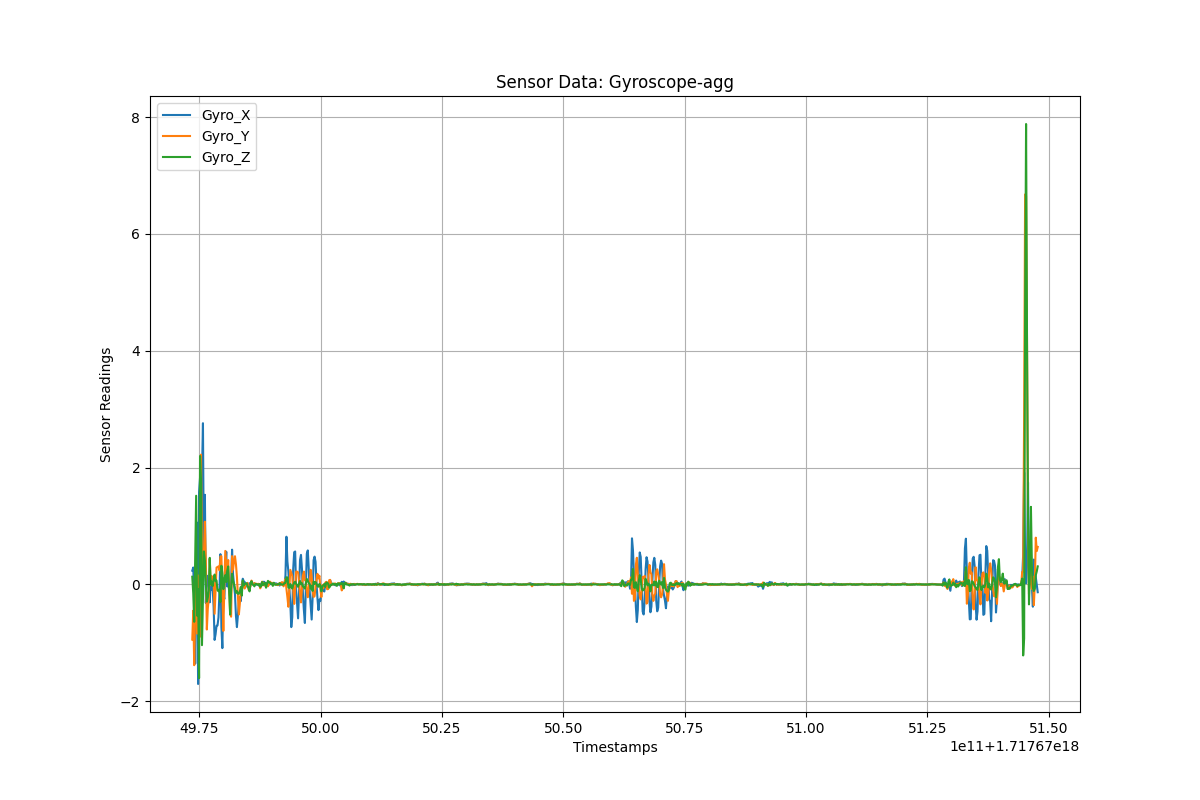 Sensor Data: Gyroscope-agg
Gyro_X
Gyro_Y
Gyro_Z
Sensor Readings
8
6
4
2
0
−2
49.75 50.00 50.25 50.50 50.75 51.00 51.25 51.50
Timestamps
1e11+1.71767e18